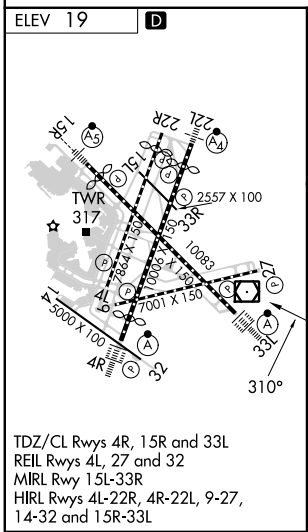 ELEV 19
D
22R
22L
15R
A5
15L
A4
P
P
TWR
317
P
2557 X 100
33R
7864 X 150
10006 X 150
10083 X 150
P
27
P
9
4L
7001 X 150
P
P
14
5000 X 100
A
A
33L
4R
P
32
310°
TDZ/CL Rwys 4R, 15R and 33L
REIL Rwys 4L, 27 and 32
MIRL Rwy 15L-33R
HIRL Rwys 4L-22R, 4R-22L, 9-27,
14-32 and 15R-33L